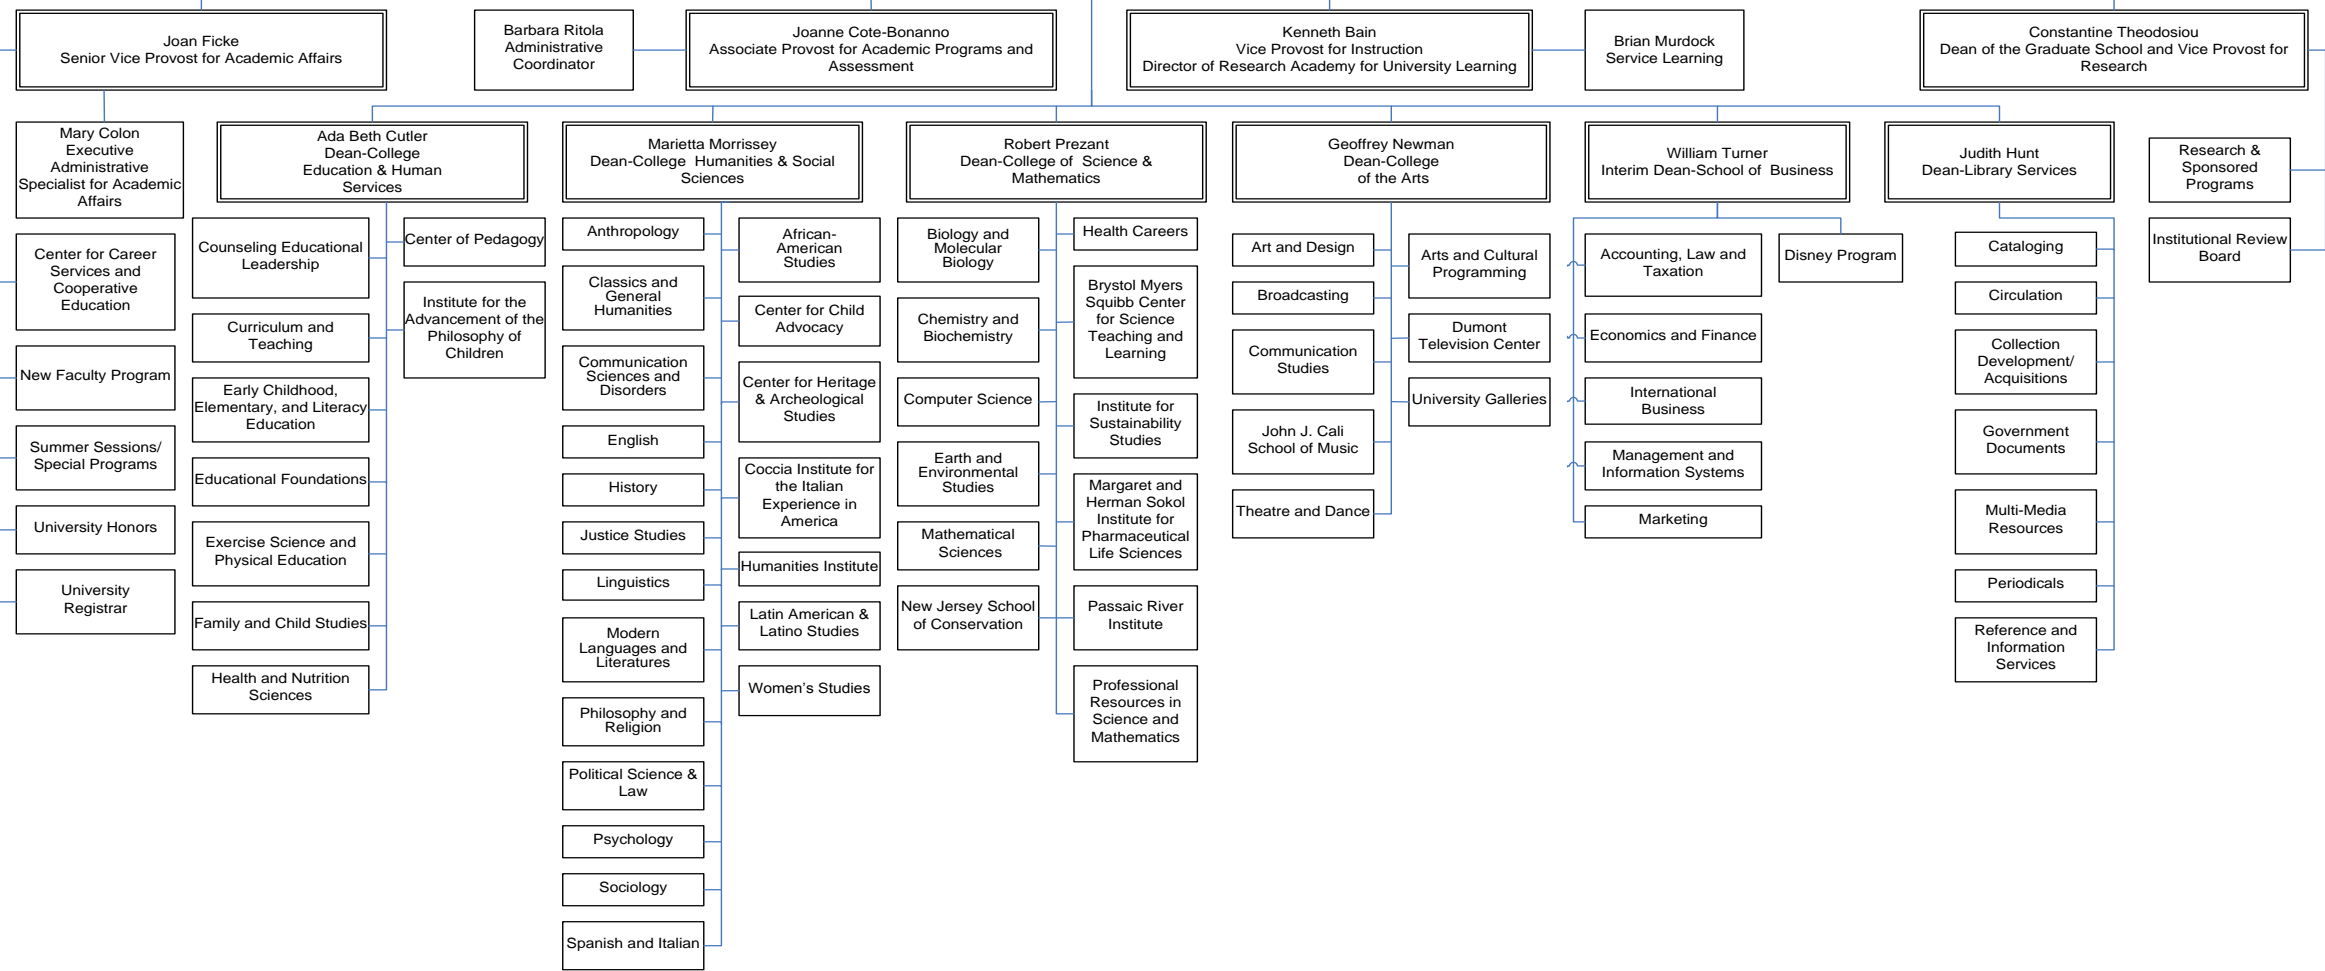 Joan Ficke
Senior Vice Provost for Academic Affairs
Barbara Ritola
Administrative
Coordinator
Joanne Cote-Bonanno
Associate Provost for Academic Programs and
Assessment
Kenneth Bain
Vice Provost for Instruction
Director of Research Academy for University Learning
Brian Murdock
Service Learning
Constantine Theodosiou
Dean of the Graduate School and Vice Provost for
Research
Mary Colon
Executive
Administrative
Specialist for Academic
Affairs
Center for Career
Services and
Cooperative
Education
New Faculty Program
Summer Sessions/
Special Programs
University Honors
University
Registrar
Ada Beth Cutler
Dean-College
Education & Human
Services
Counseling Educational
Leadership
Curriculum and
Teaching
Early Childhood,
Elementary, and Literacy
Education
Educational Foundations
Exercise Science and
Physical Education
Family and Child Studies
Health and Nutrition
Sciences
Center of Pedagogy
Institute for the
Advancement of the
Philosophy of
Children
Marietta Morrissey
Dean-College Humanities & Social
Sciences
Anthropology
Classics and
General
Humanities
Communication
Sciences and
Disorders
English
History
Justice Studies
Linguistics
Modern
Languages and
Literatures
Philosophy and
Religion
Political Science &
Law
Psychology
Sociology
Spanish and Italian
African-
American
Studies
Center for Child
Advocacy
Center for Heritage
& Archeological
Studies
Coccia Institute for
the Italian
Experience in
America
Humanities Institute
Latin American &
Latino Studies
Women's Studies
Robert Prezant
Dean-College of Science &
Mathematics
Biology and
Molecular
Biology
Chemistry and
Biochemistry
Computer Science
Earth and
Environmental
Studies
Mathematical
Sciences
New Jersey School
of Conservation
Health Careers
Brystol Myers
Squibb Center
for Science
Teaching and
Learning
Institute for
Sustainability
Studies
Margaret and
Herman Sokol
Institute for
Pharmaceutical
Life Sciences
Passaic River
Institute
Professional
Resources in
Science and
Mathematics
Geoffrey Newman
Dean-College
of the Arts
Art and Design
Broadcasting
Communication
Studies
John J. Cali
School of Music
Theatre and Dance
Arts and Cultural
Programming
Dumont
Television Center
University Galleries
William Turner
Interim Dean-School of Business
Accounting, Law and
Taxation
Economics and Finance
International
Business
Management and
Information Systems
Marketing
Disney Program
Judith Hunt
Dean-Library Services
Cataloging
Circulation
Collection
Development/
Acquisitions
Government
Documents
Multi-Media
Resources
Periodicals
Reference and
Information
Services
Research &
Sponsored
Programs
Institutional Review
Board